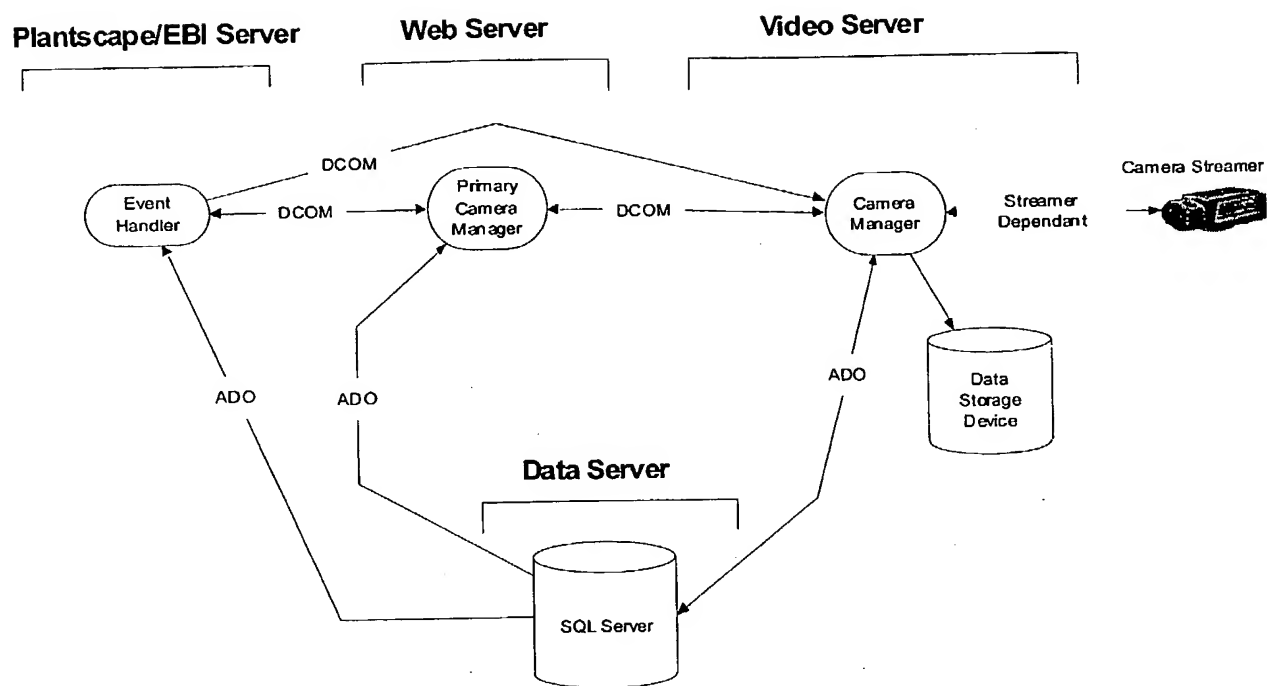 Plantscape/EBI Server
Web Server
Video Server
DCOM
Camera Streamer
Event
Handler
DCOM
Primary
Camera
Manager
DCOM
Camera
Manager
Streamer
Dependant
ADO
ADO
ADO
Data
Storage
Device
Data Server
SQL Server